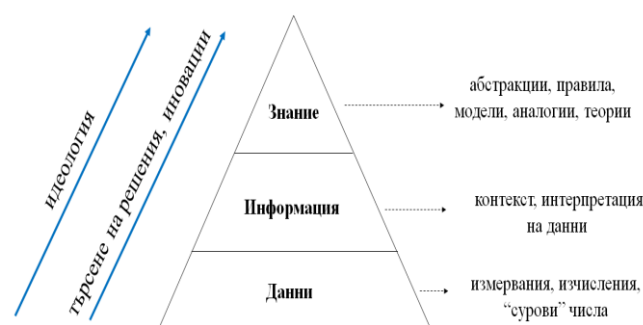 идеология
търсене на решения, иновации
Знание
абстракции, правила,
модели, аналогии, теории
Информация
контекст, интерпретация
на данни
Данни
измервания, изчисления,
“сурови” числа